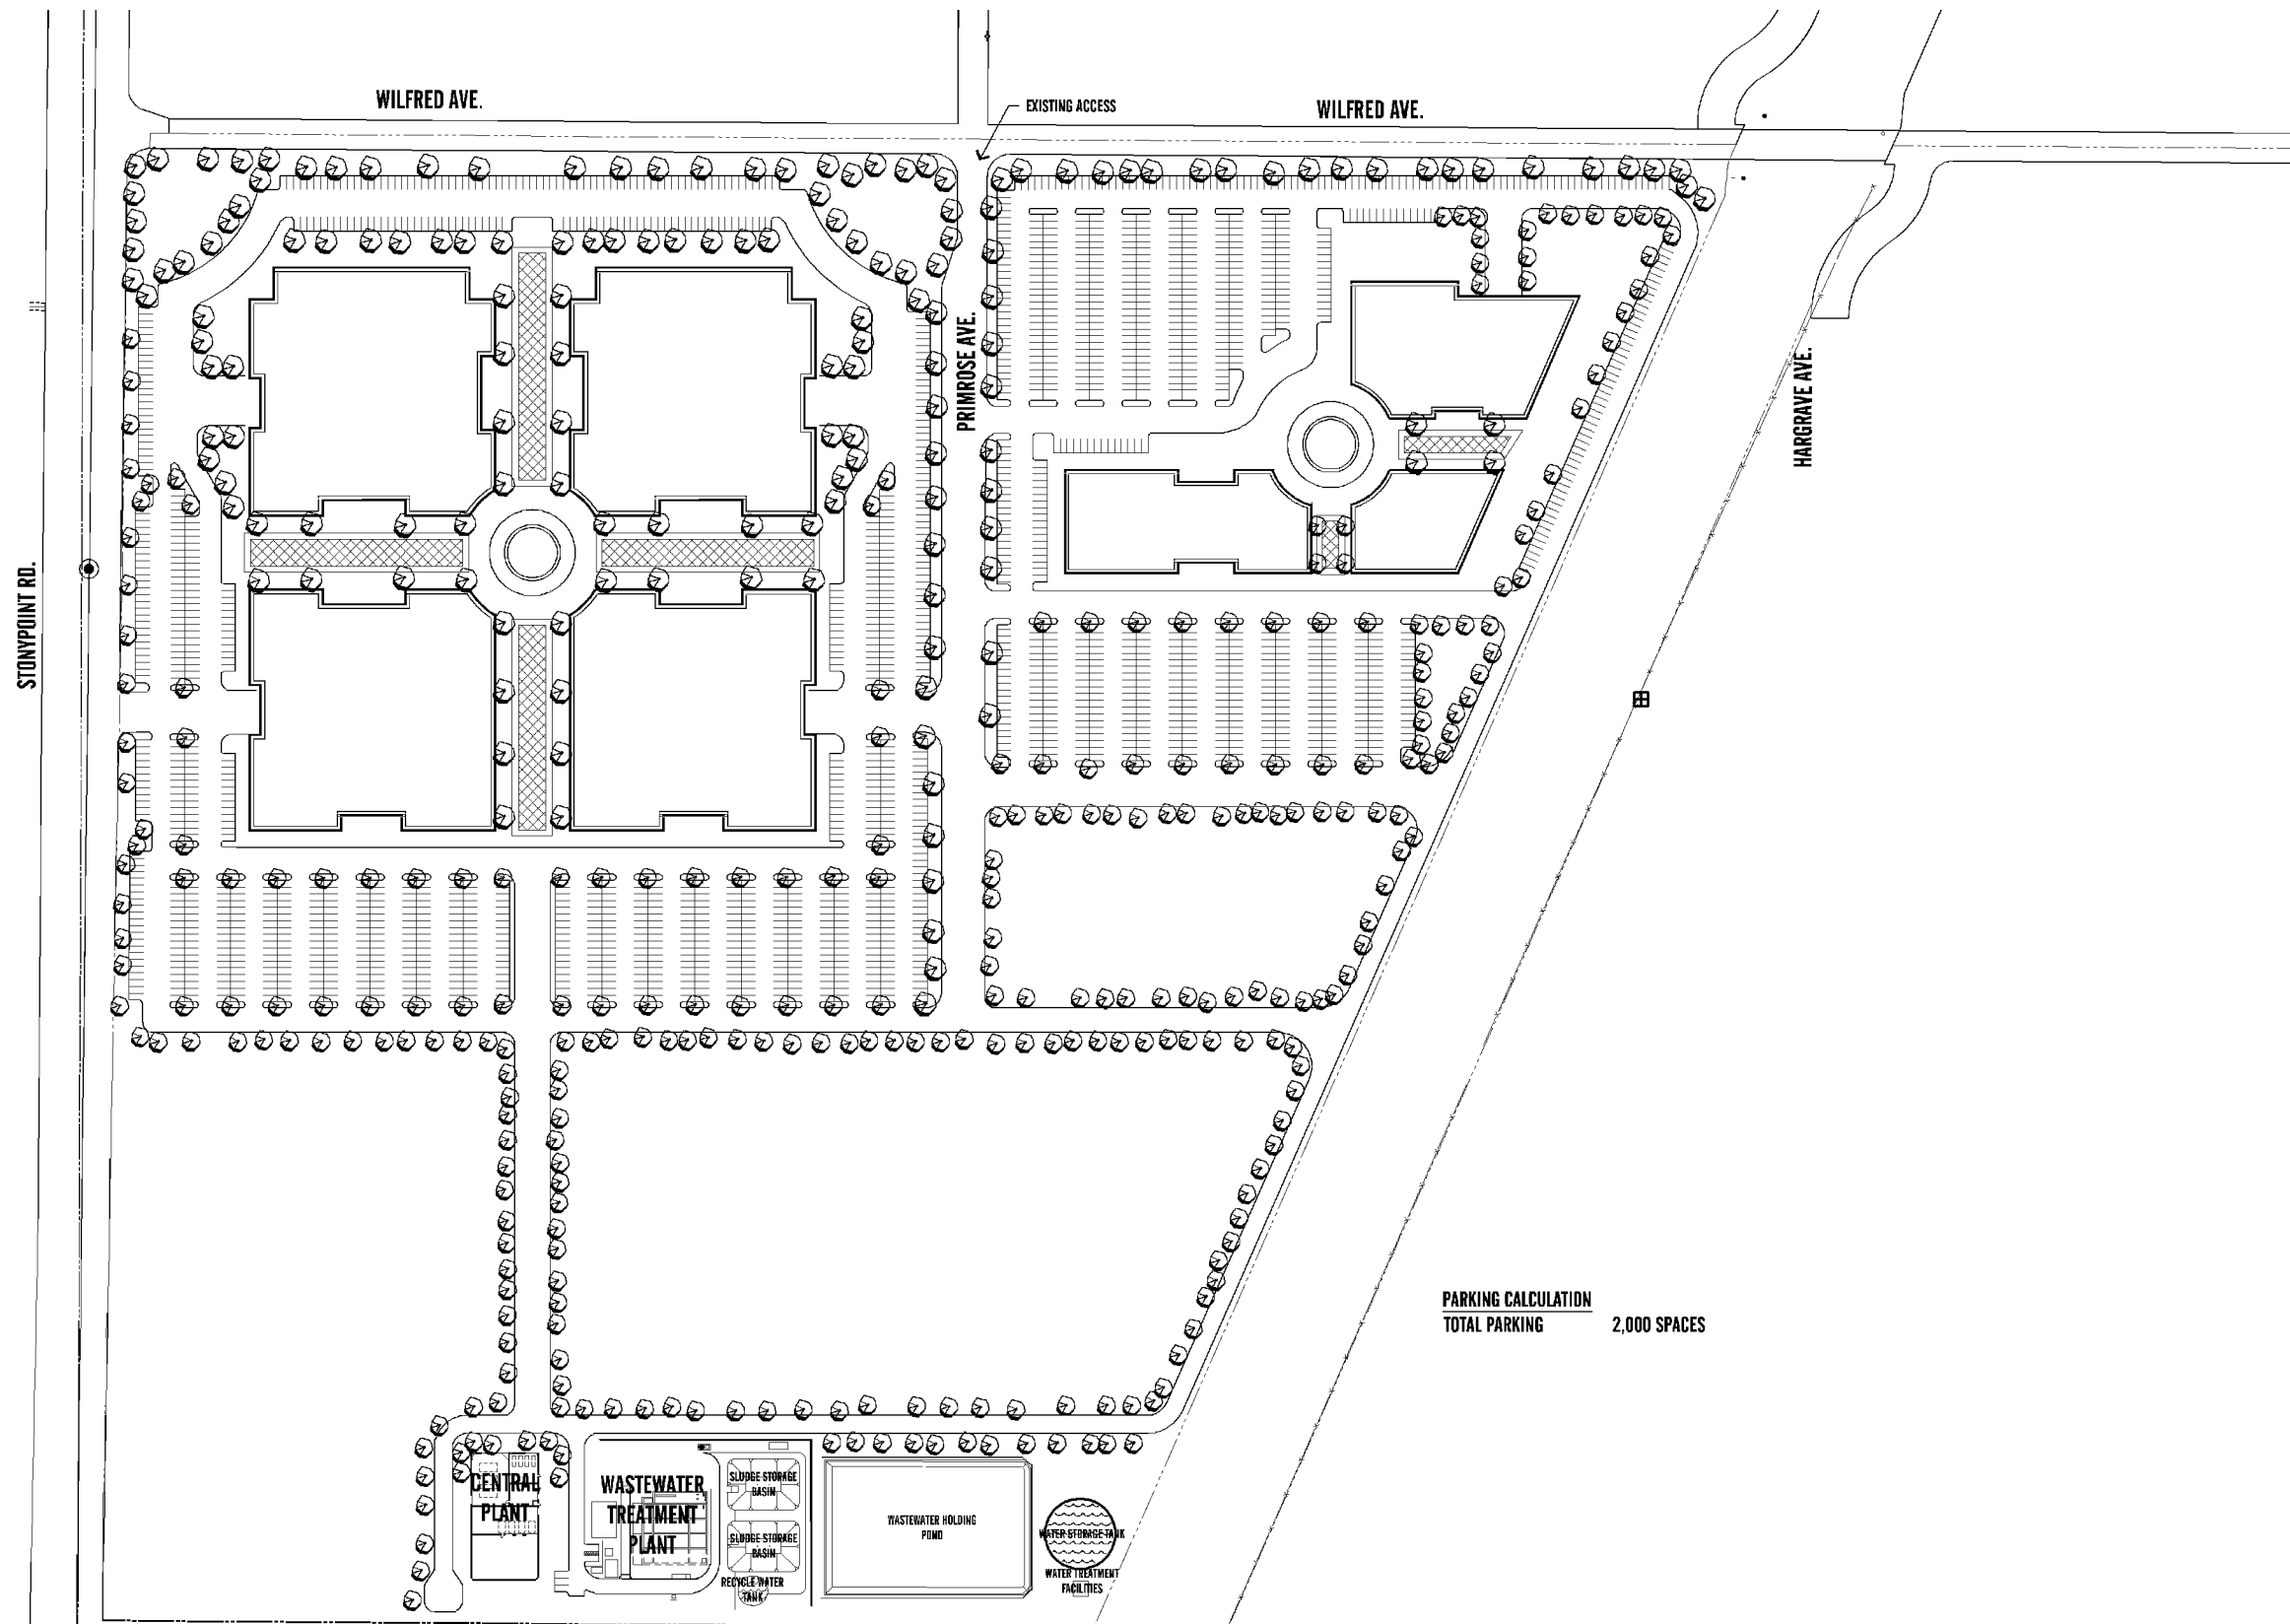 WILFRED AVE.
EXISTING ACCESS
WILFRED AVE.
PRIMROSE AVE.
HARGRAVE AVE.
STONYPOINT RD.
PARKING CALCULATION
TOTAL PARKING 2,000 SPACES
CENTRAL
PLANT
WASTEWATER
TREATMENT
PLANT
SLUDGE STORAGE
BASIN
SLUDGE STORAGE
BASIN
RECYCLE WATER
TANK
WASTEWATER HOLDING
POND
WATER STORAGE TANK
WATER TREATMENT
FACILITIES